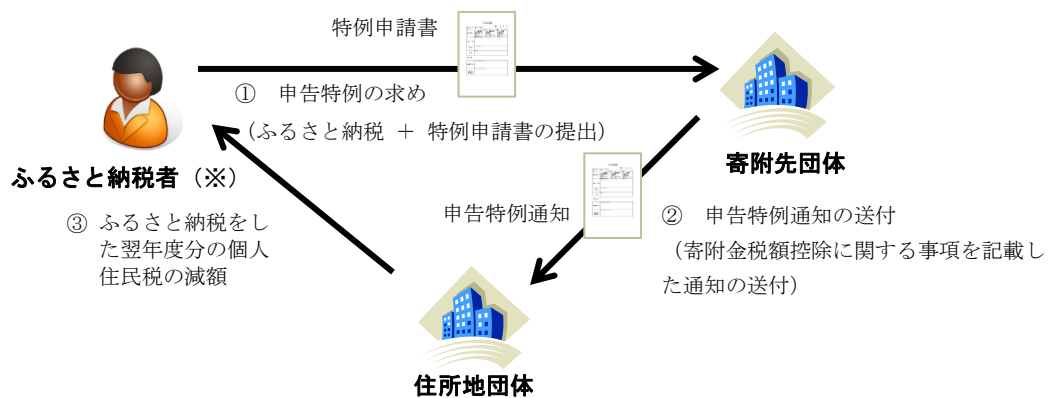 特例申請書
① 申告特例の求め
(ふるさと納税 + 特例申請書の提出)
ふるさと納税者(※)
寄附先団体
申告特例通知
② 申告特例通知の送付
(寄附金税額控除に関する事項を記載し
た通知の送付)
③ ふるさと納税をし
た翌年度分の個人
住民税の減額
住所地団体